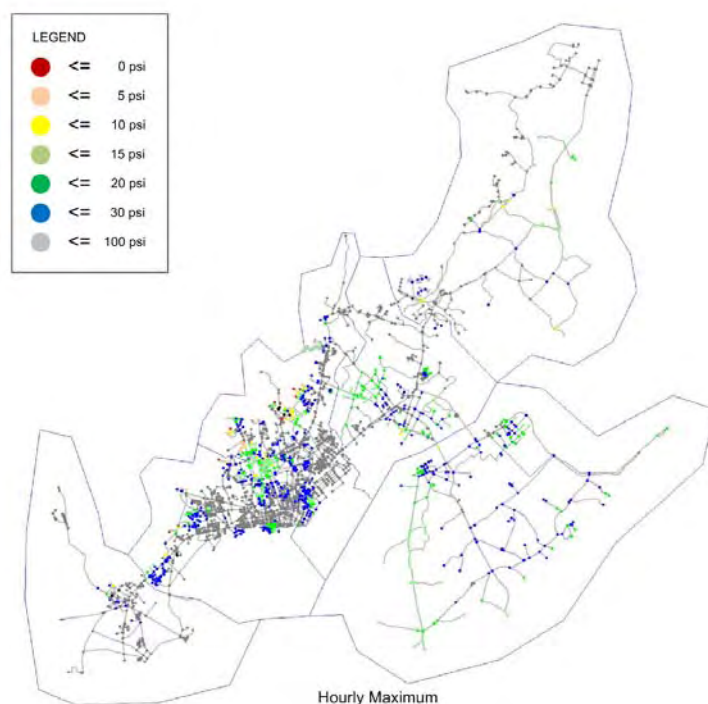 LEGEND
<= 0 psi
<= 5 psi
<= 10 psi
<= 15 psi
<= 20 psi
<= 30 psi
<= 100 psi
Hourly Maximum